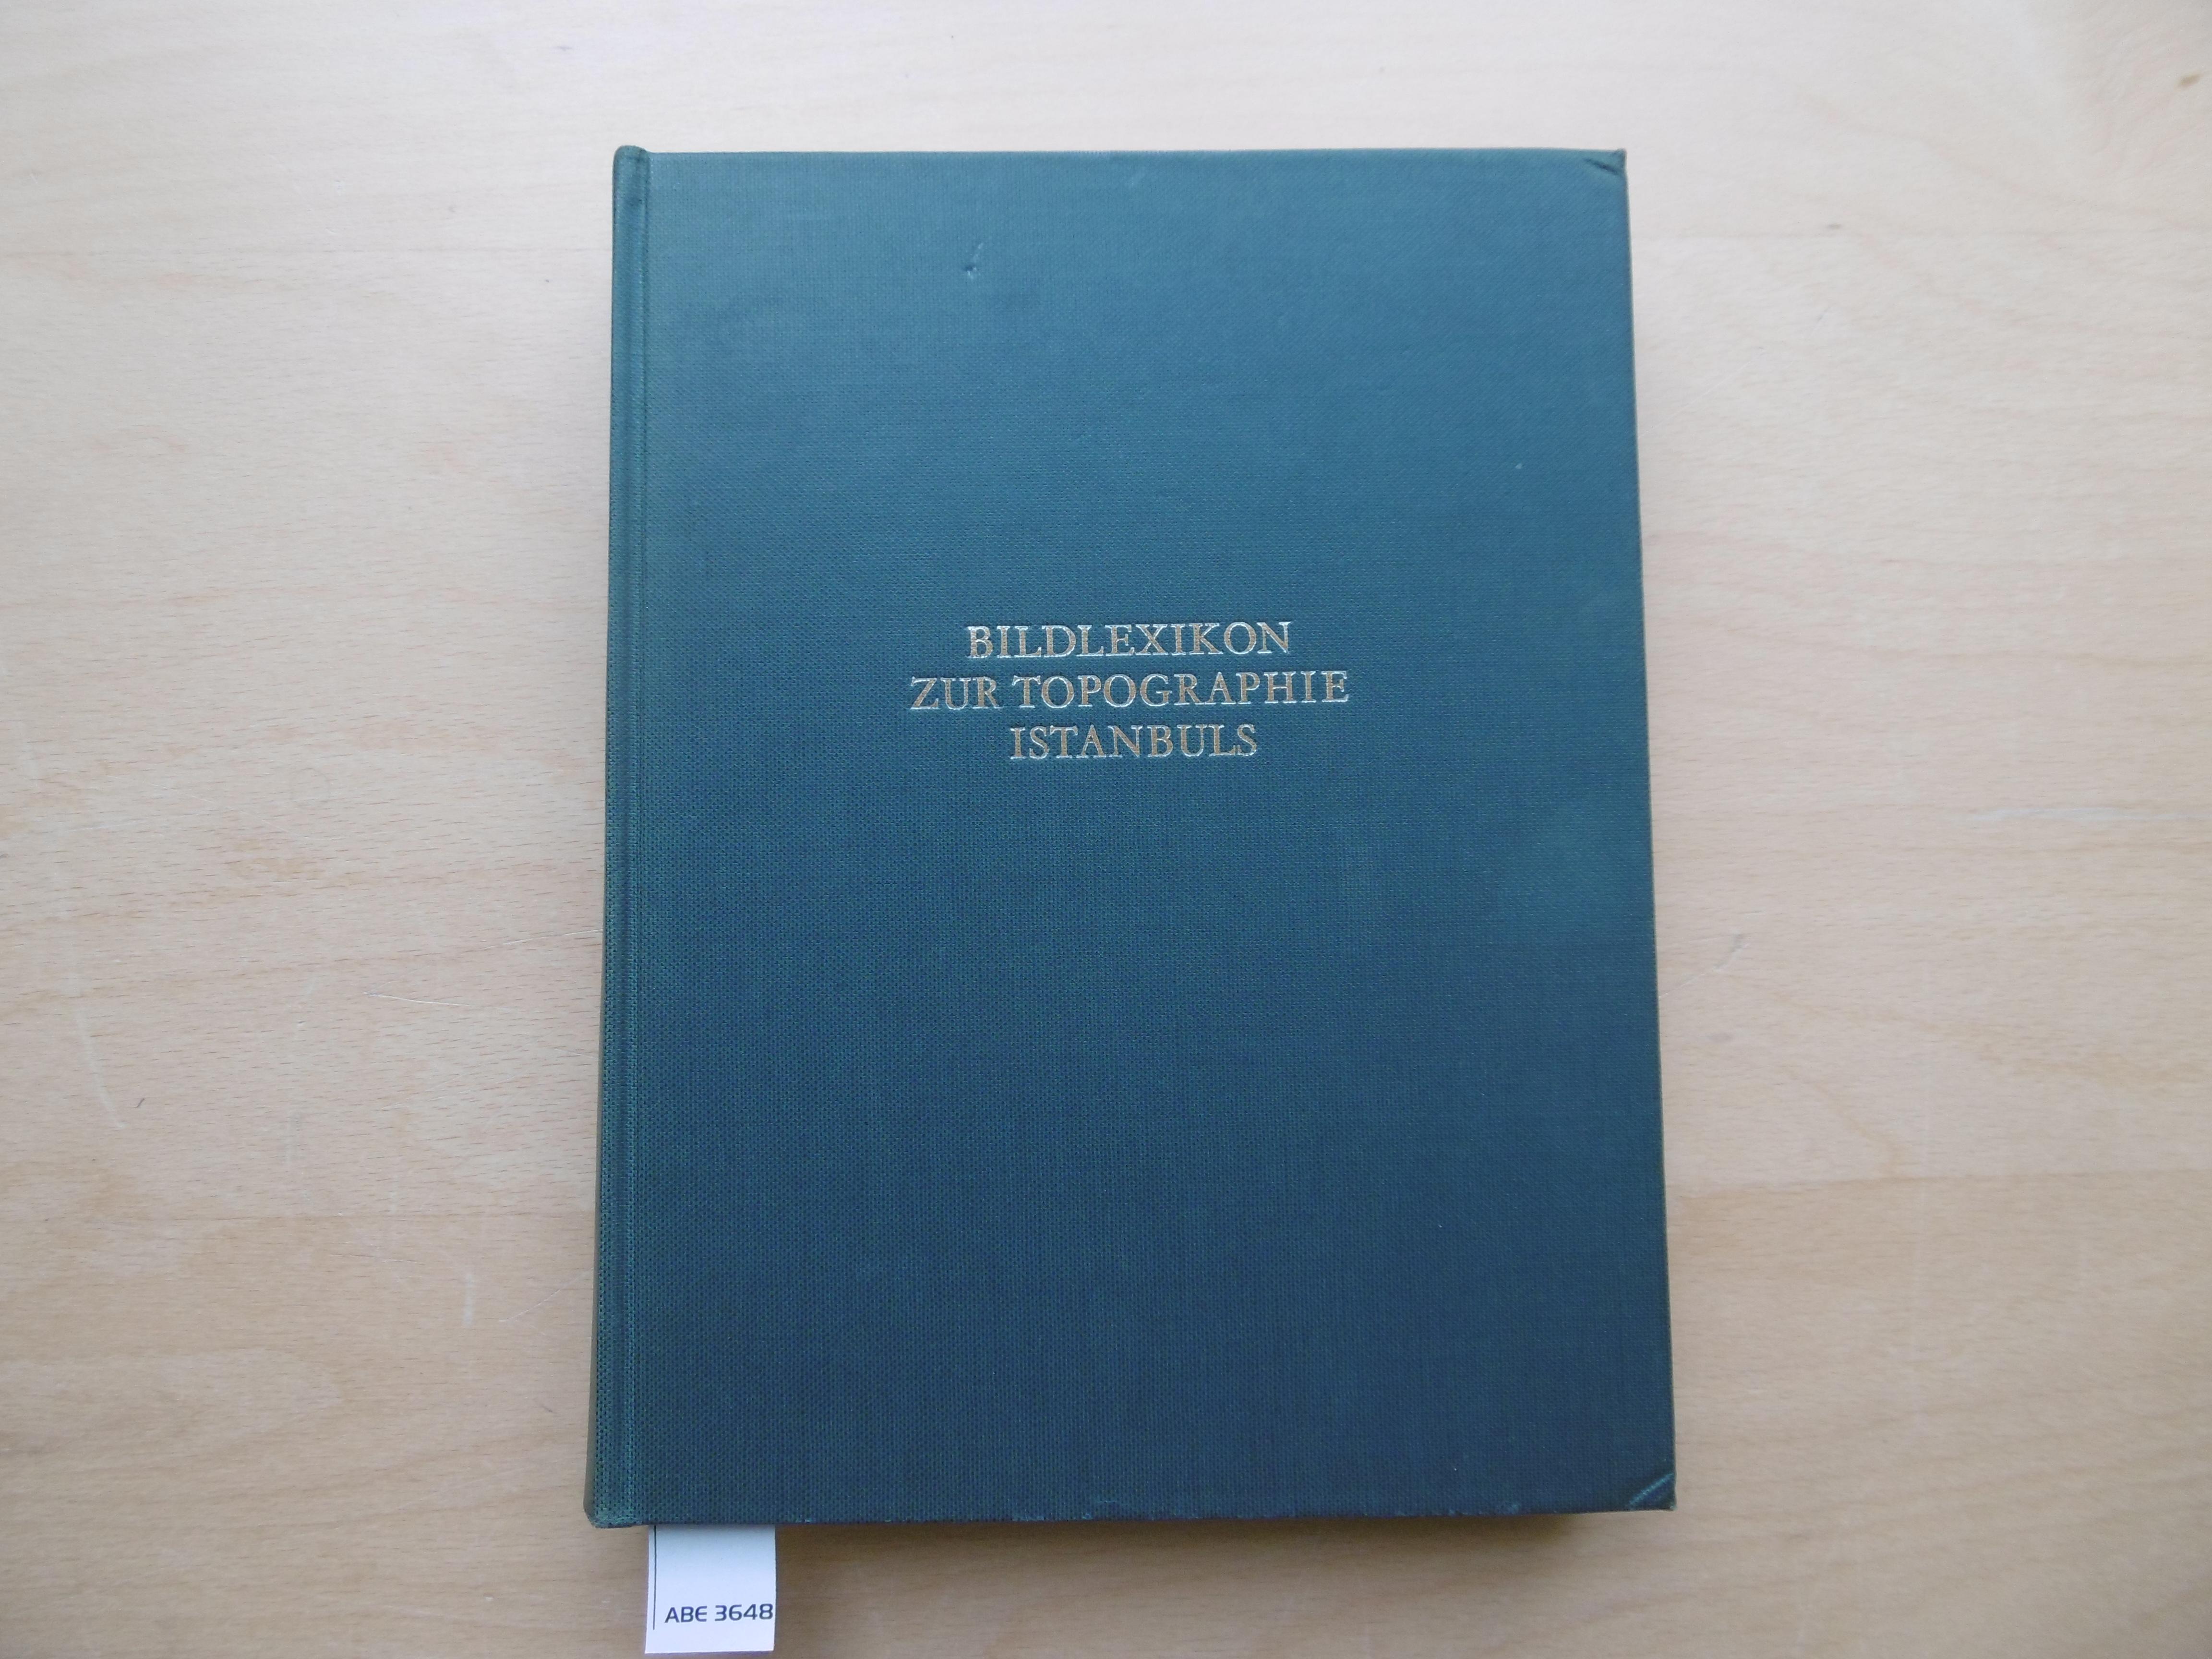 BILDLEXIKON
ZUR TOPOGRAPHIE
ISTANBULS
ABE 3648